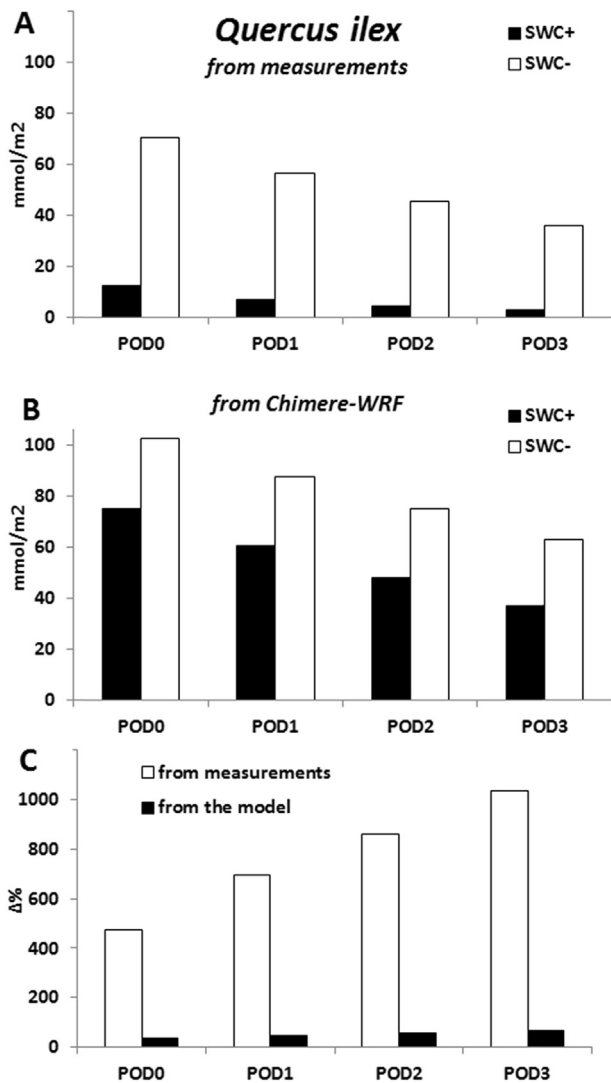 A
Quercus ilex
from measurements
SWC+
SWC-
mmol/m2
100
80
60
40
20
0
POD0 POD1 POD2 POD3
B
from Chimere-WRF
SWC+
SWC-
mmol/m2
100
80
60
40
20
0
POD0 POD1 POD2 POD3
C
from measurements
from the model
Δ%
1000
800
600
400
200
0
POD0 POD1 POD2 POD3